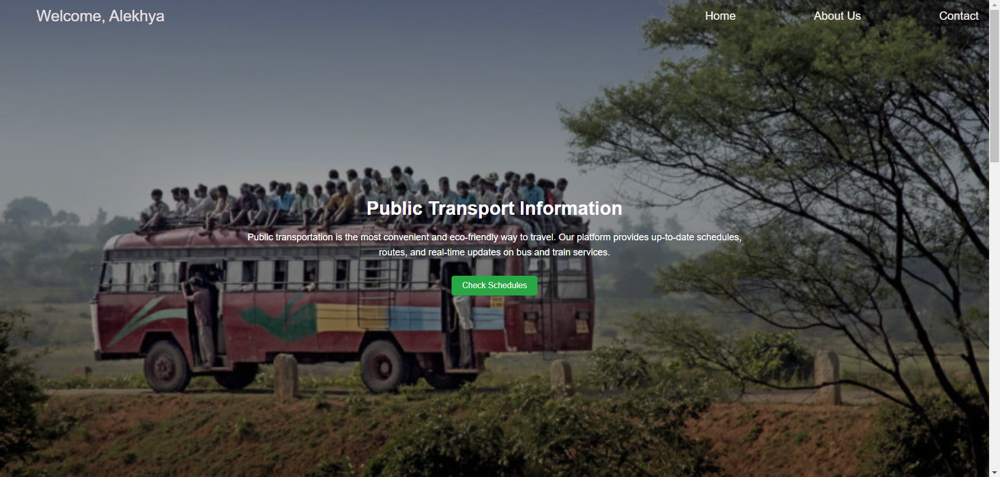 Welcome, Alekhya
Home
About Us
Contact
Public Transport Information
Public transportation is the most convenient and eco-friendly way to travel. Our platform provides up-to-date schedules,
routes, and real-time updates on bus and train services.
Check Schedules